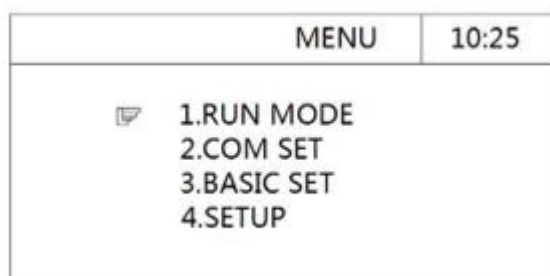 MENU 10:25
1.RUN MODE
2.COM SET
3.BASIC SET
4.SETUP